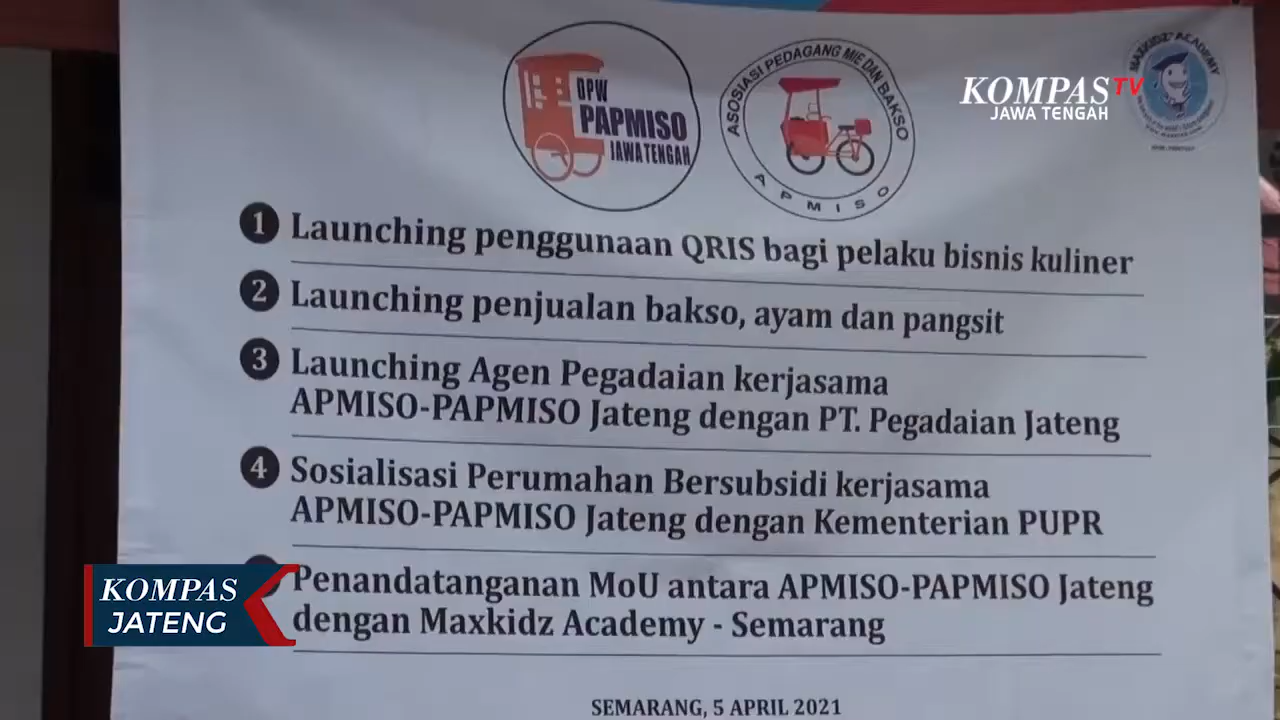 DPW
PAPMISO
JAWA TENGAH
ASOSIASI PEDAGANG MIE DAN BAKSO
APMISO
MAXKIDZ ACADEMY
KOMPASTV
JAWA TENGAH
1 Launching penggunaan QRIS bagi pelaku bisnis kuliner
2 Launching penjualan bakso, ayam dan pangsit
3 Launching Agen Pegadaian kerjasama
APMISO-PAPMISO Jateng dengan PT. Pegadaian Jateng
4 Sosialisasi Perumahan Bersubsidi kerjasama
APMISO-PAPMISO Jateng dengan Kementerian PUPR
Penandatanganan MoU antara APMISO-PAPMISO Jateng
dengan Maxkidz Academy - Semarang
KOMPAS
JATENG
SEMARANG, 5 APRIL 2021